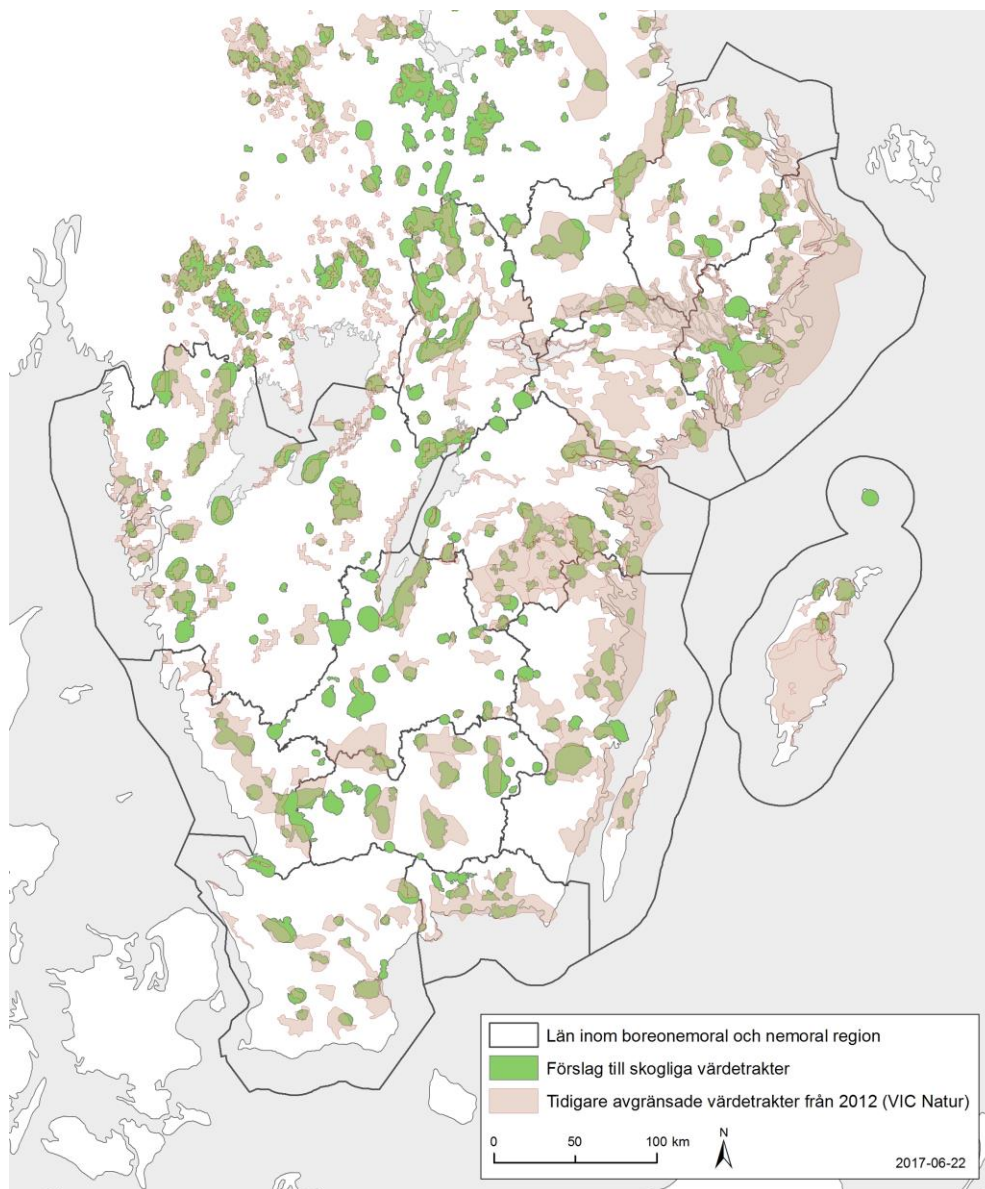 Län inom boreonemoral och nemoral region
Förslag till skogliga värdetrakter
Tidigare avgränsade värdetrakter från 2012 (VIC Natur)
0 50 100 km
N
2017-06-22